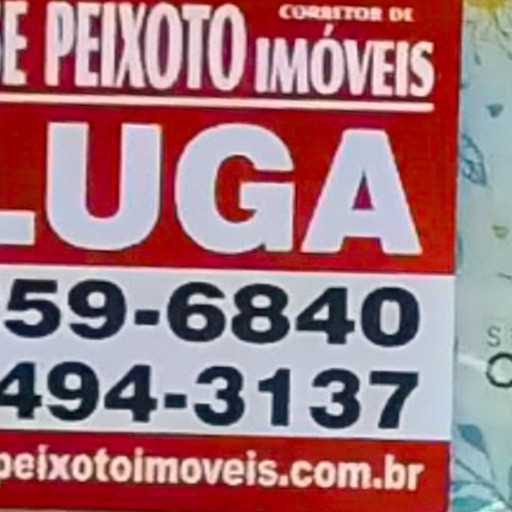 CORRETOR DE
PEIXOTO IMÓVEIS
LUGA
59-6840
494-3137
peixotoimoveis.com.br